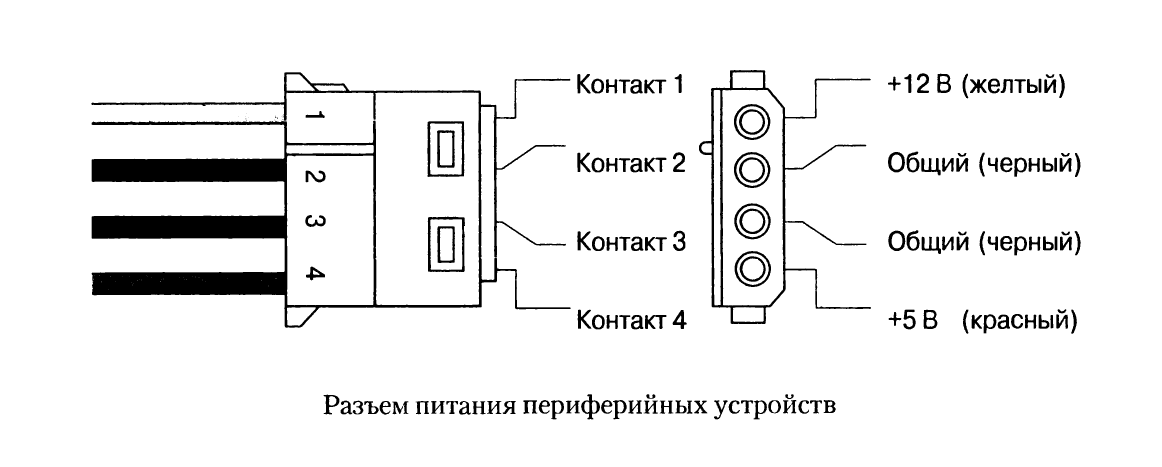 1
2
3
4
Контакт 1
Контакт 2
Контакт 3
Контакт 4
+12 В (желтый)
Общий (черный)
Общий (черный)
+5 В (красный)
Разъем питания периферийных устройств